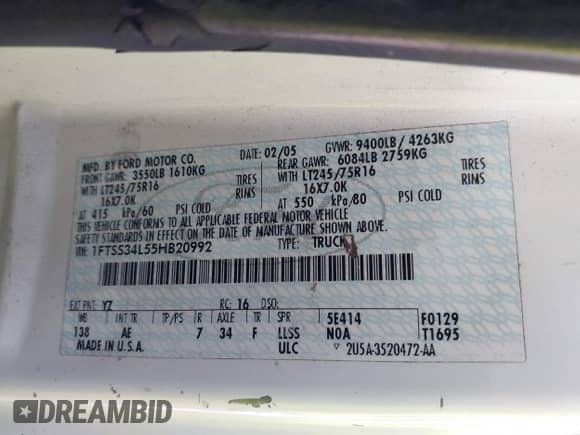 MFD. BY FORD MOTOR CO. DATE: 02/05 GVWR: 9400LB / 4263KG
FRONT GAWR: 3550LB 1610KG REAR GAWR: 6084LB 2759KG
WITH LT245/75R16 TIRES WITH LT245/75R16 TIRES
16X7.0K RIMS 16X7.0K RIMS
AT 415 kPa/60 PSI COLD AT 550 kPa/80 PSI COLD
THIS VEHICLE CONFORMS TO ALL APPLICABLE FEDERAL MOTOR VEHICLE
SAFETY STANDARDS IN EFFECT ON THE DATE OF MANUFACTURE SHOWN ABOVE.
VIN: 1FTSS34L55HB20992 TYPE: TRUCK
EXT PNT: YZ RC: 16 DSO:
WB INT TR TP/PS R AXLE TR SPR 5E414 F0129
138 AE 7 34 F LLSS NOA T1695
MADE IN U.S.A. ULC ▽ 2U5A-3520472-AA
DREAMBID